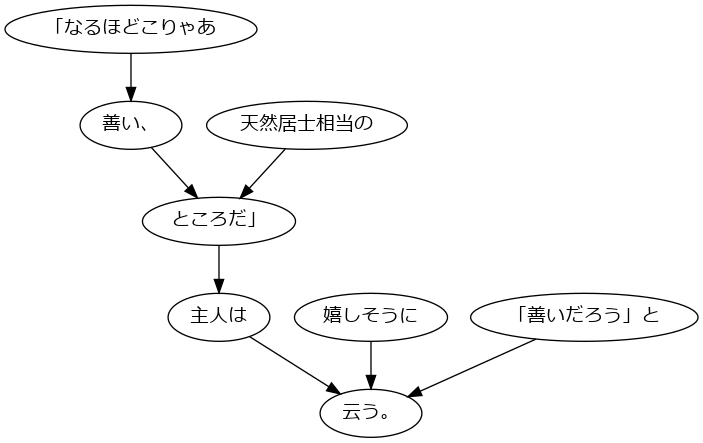 「なるほどこりゃあ
善い、
天然居士相当の
ところだ」
主人は
嬉しそうに
「善いだろう」と
云う。